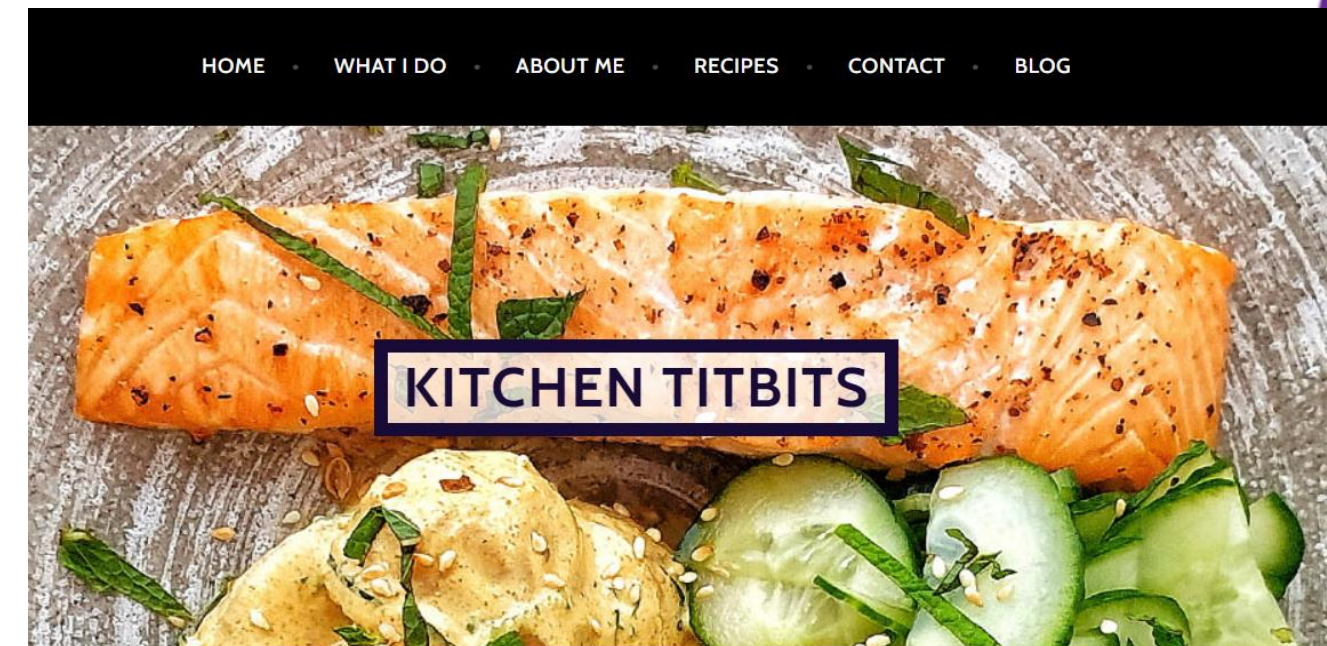 HOME • WHAT I DO • ABOUT ME • RECIPES • CONTACT • BLOG
KITCHEN TITBITS